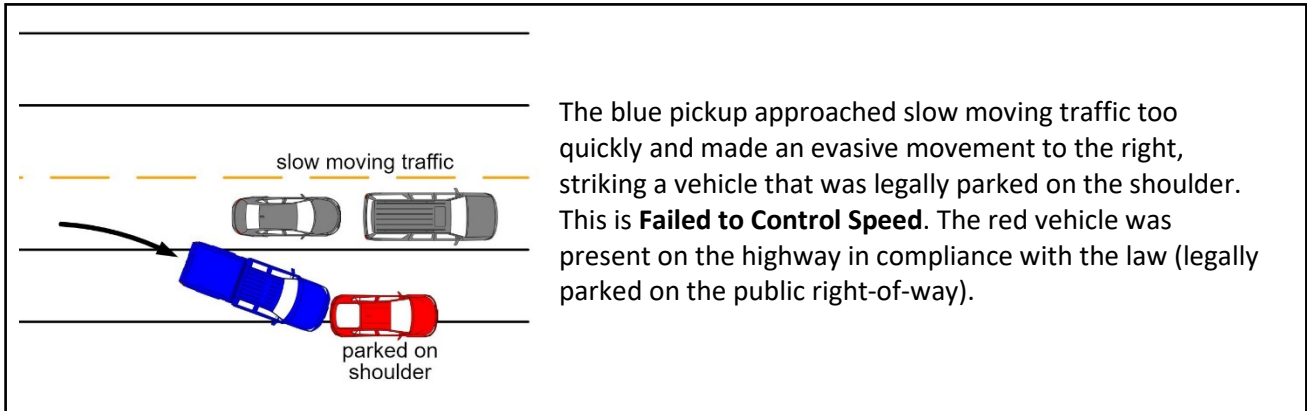 slow moving traffic
parked on
shoulder
The blue pickup approached slow moving traffic too
quickly and made an evasive movement to the right,
striking a vehicle that was legally parked on the shoulder.
This is Failed to Control Speed. The red vehicle was
present on the highway in compliance with the law (legally
parked on the public right-of-way).